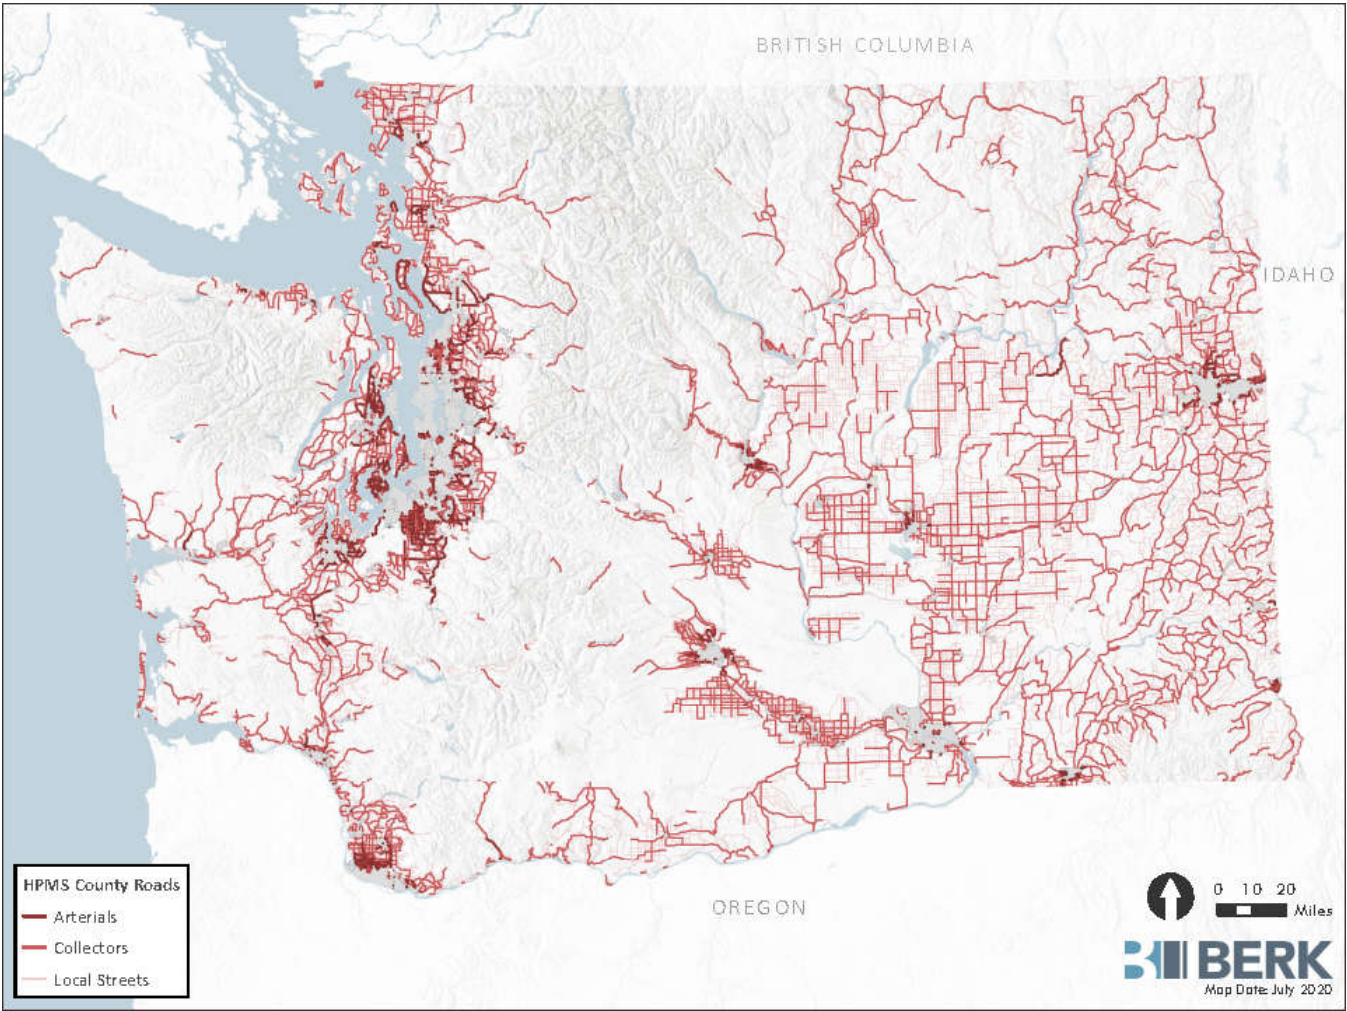 BRITISH COLUMBIA
IDAHO
OREGON
HPMS County Roads
Arterials
Collectors
Local Streets
0 10 20
Miles
BERK
Map Date: July 2020